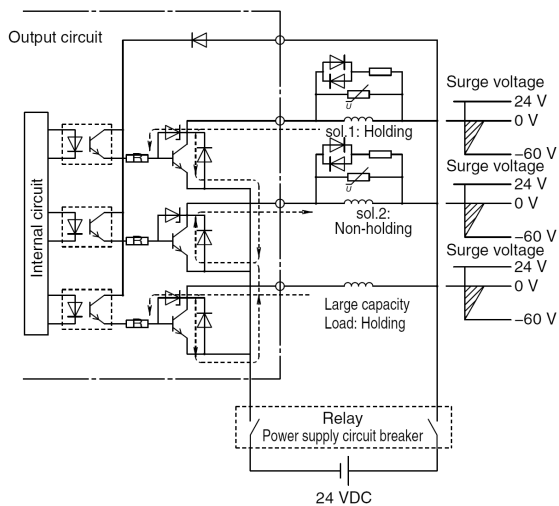 Output circuit
Internal circuit
R
R
R
U
sol.1: Holding
U
sol.2:
Non-holding
Large capacity
Load: Holding
Surge voltage
24 V
0 V
–60 V
Surge voltage
24 V
0 V
–60 V
Surge voltage
24 V
0 V
–60 V
Relay
Power supply circuit breaker
24 VDC